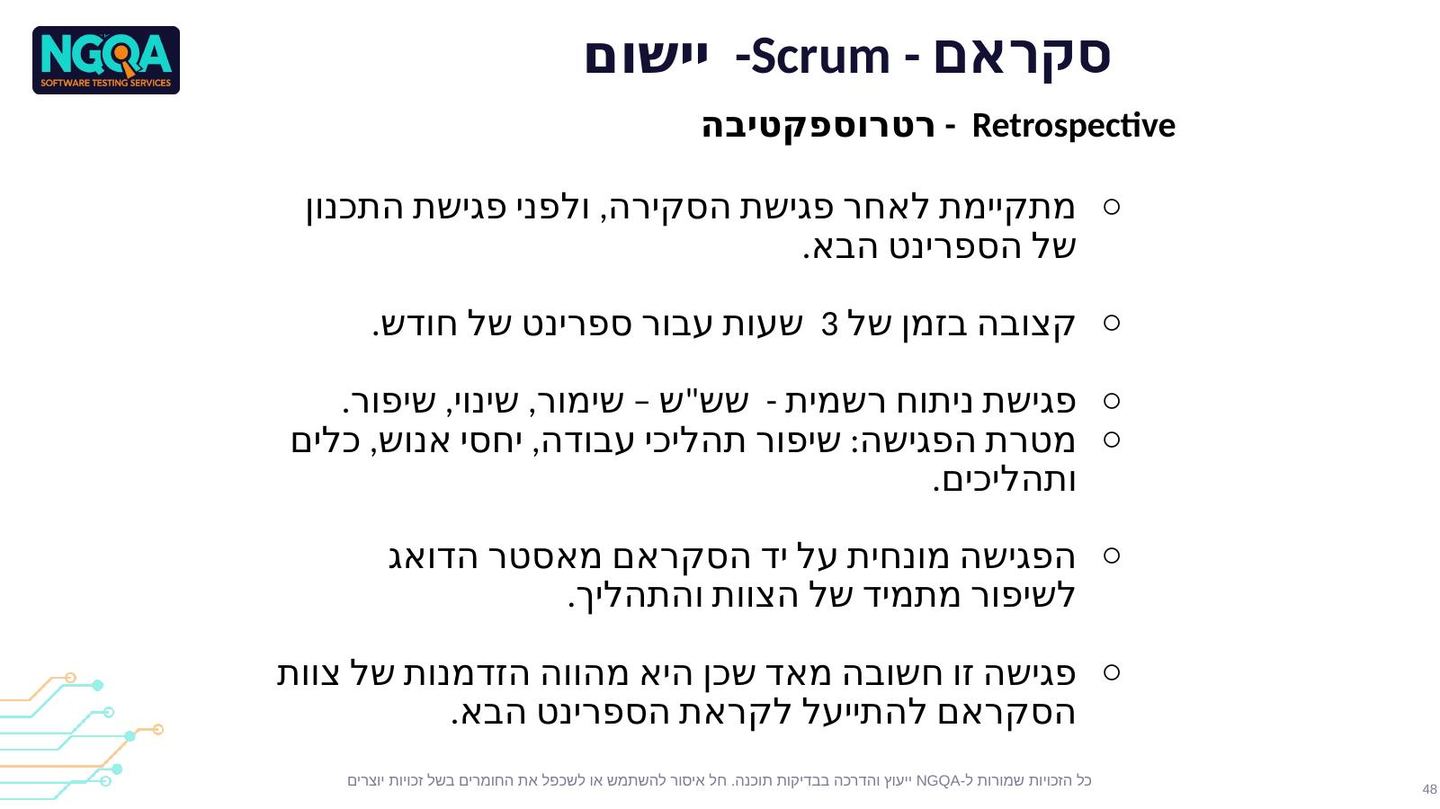 NGQA
SOFTWARE TESTING SERVICES
סקראם - Scrum-  יישום
Retrospective  - רטרוספקטיבה
○ מתקיימת לאחר פגישת הסקירה, ולפני פגישת התכנון
של הספרינט הבא.
○ קצובה בזמן של 3  שעות עבור ספרינט של חודש.
○ פגישת ניתוח רשמית -  שש"ש – שימור, שינוי, שיפור.
○ מטרת הפגישה: שיפור תהליכי עבודה, יחסי אנוש, כלים
ותהליכים.
○ הפגישה מונחית על יד הסקראם מאסטר הדואג
לשיפור מתמיד של הצוות והתהליך.
○ פגישה זו חשובה מאד שכן היא מהווה הזדמנות של צוות
הסקראם להתייעל לקראת הספרינט הבא.
כל הזכויות שמורות ל-NGQA ייעוץ והדרכה בבדיקות תוכנה. חל איסור להשתמש או לשכפל את החומרים בשל זכויות יוצרים
48